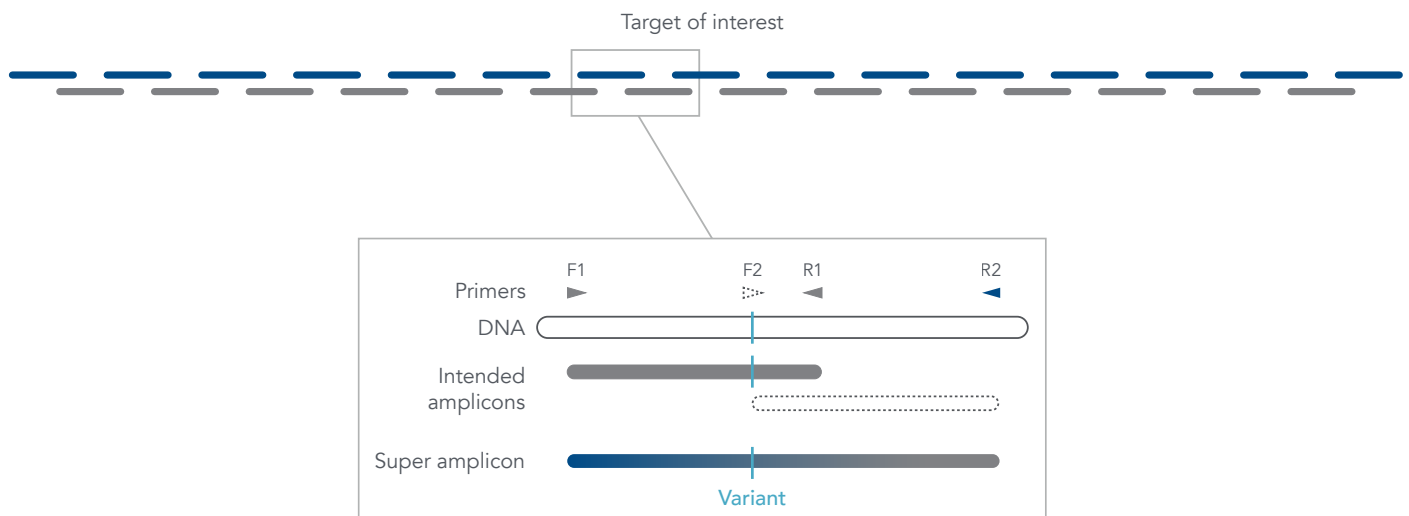 Target of interest
F1 F2 R1 R2
Primers
DNA
Intended
amplicons
Super amplicon
Variant